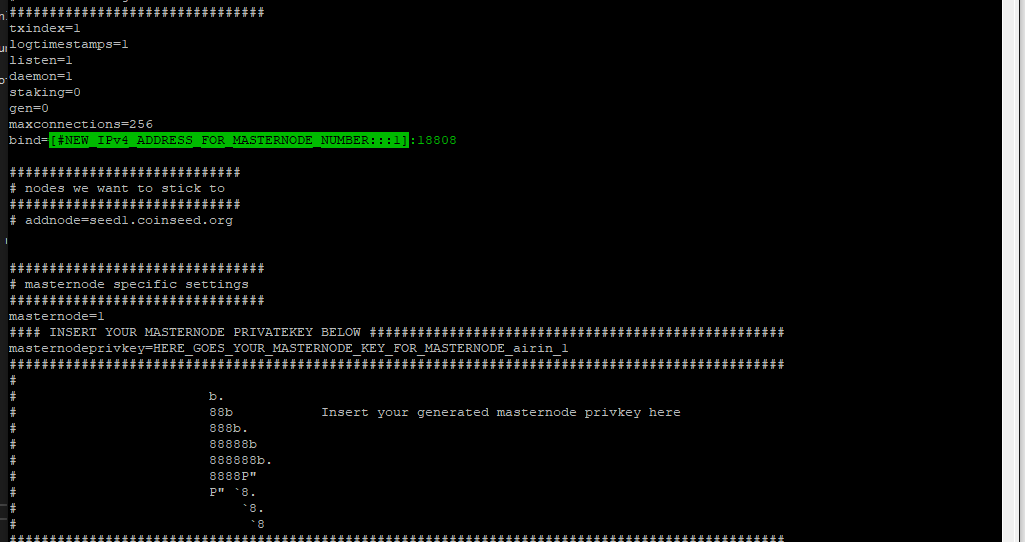 ################################
txindex=1
logtimestamps=1
listen=1
daemon=1
staking=0
gen=0
maxconnections=256
bind=[#NEW_IPv4_ADDRESS_FOR_MASTERNODE_NUMBER:::1]:18808
#############################
# nodes we want to stick to
#############################
# addnode=seed1.coinseed.org
################################
# masternode specific settings
################################
masternode=1
#### INSERT YOUR MASTERNODE PRIVATEKEY BELOW ####################################################
masternodeprivkey=HERE_GOES_YOUR_MASTERNODE_KEY_FOR_MASTERNODE_airin_1
#################################################################################################
#
# b.
# 88b Insert your generated masternode privkey here
# 888b.
# 88888b
# 888888b.
# 8888P"
# P" `8.
# `8.
# `8
#################################################################################################